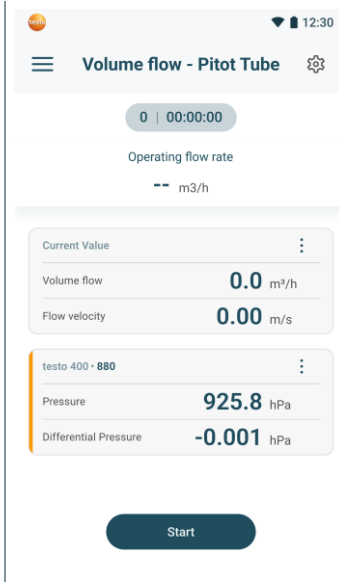 testo 12:30
Volume flow - Pitot Tube
0 | 00:00:00
Operating flow rate
-- m3/h
Current Value
Volume flow 0.0 m³/h
Flow velocity 0.00 m/s
testo 400 • 880
Pressure 925.8 hPa
Differential Pressure -0.001 hPa
Start